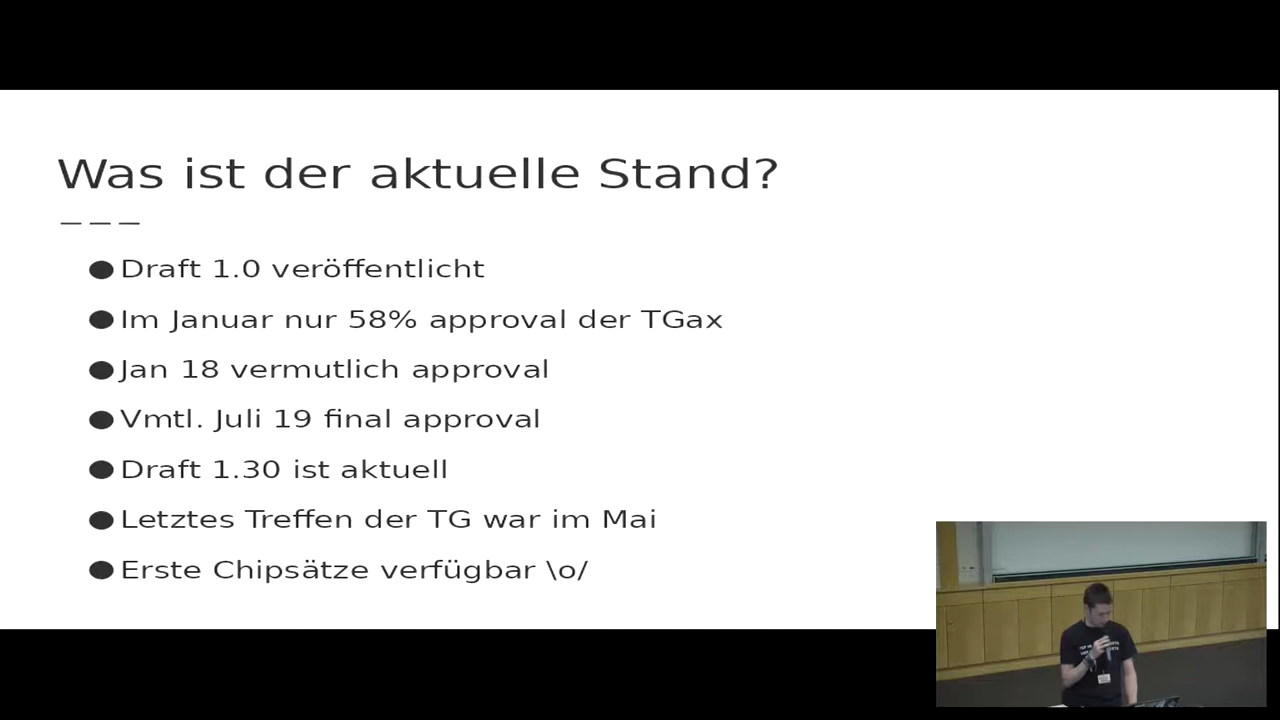 Was ist der aktuelle Stand?
● Draft 1.0 veröffentlicht
● Im Januar nur 58% approval der TGax
● Jan 18 vermutlich approval
● Vmtl. Juli 19 final approval
● Draft 1.30 ist aktuell
● Letztes Treffen der TG war im Mai
● Erste Chipsätze verfügbar \o/